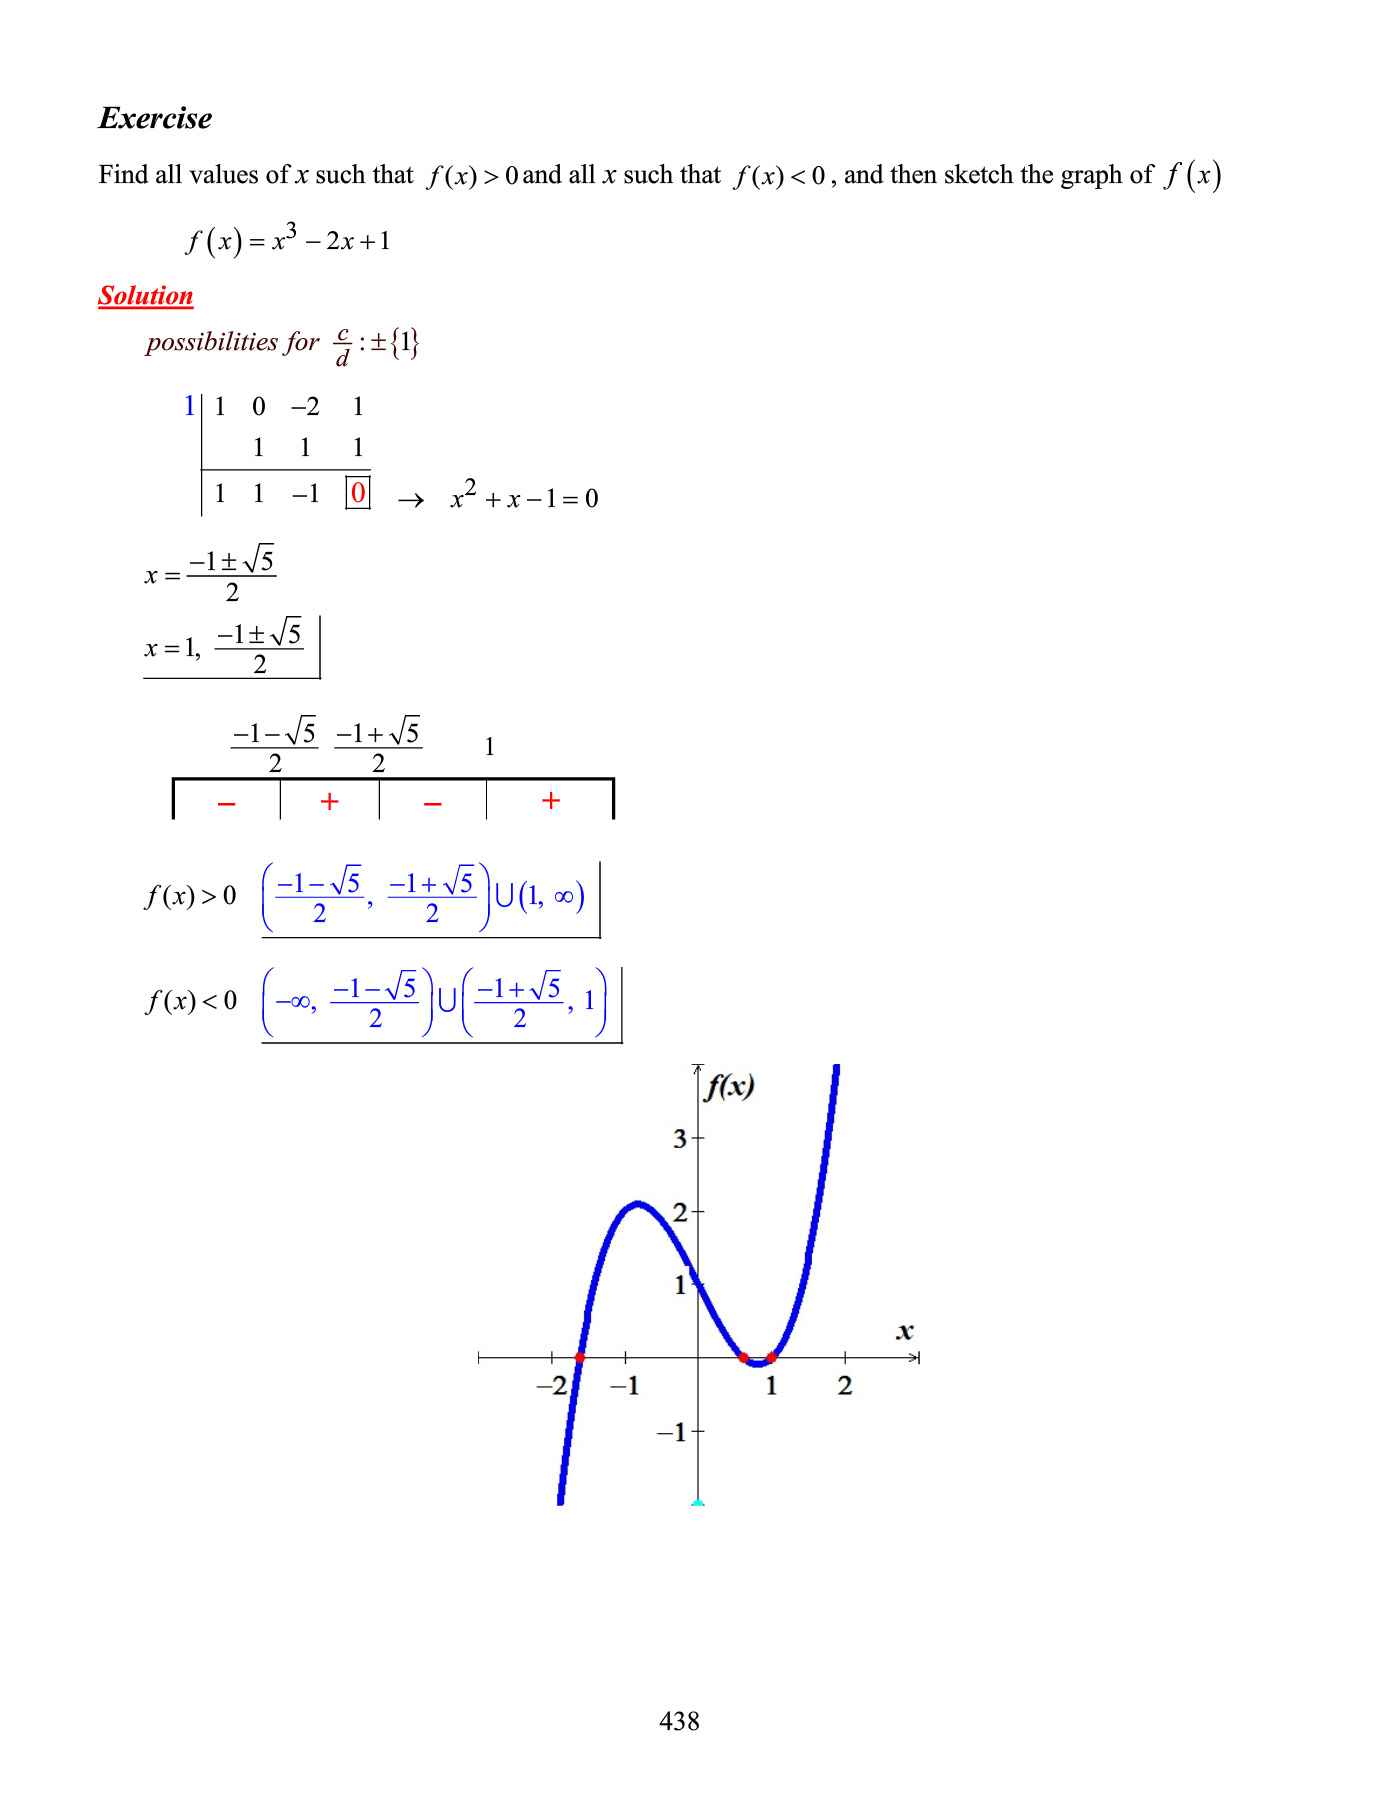 Exercise
Find all values of x such that f(x) > 0 and all x such that f(x) < 0, and then sketch the graph of f(x)
f(x) = x³ − 2x + 1
Solution
possibilities for c/d : ±{1}
1| 1 0 −2 1
1 1 1
1 1 −1 0 → x² + x − 1 = 0
x = (−1 ± √5)/2
x = 1, (−1 ± √5)/2
(−1 − √5)/2 (−1 + √5)/2 1
− + − +
f(x) > 0 ((−1 − √5)/2, (−1 + √5)/2) ∪ (1, ∞)
f(x) < 0 (−∞, (−1 − √5)/2) ∪ ((−1 + √5)/2, 1)
f(x)
3
2
1
x
−2 −1 1 2
−1
438